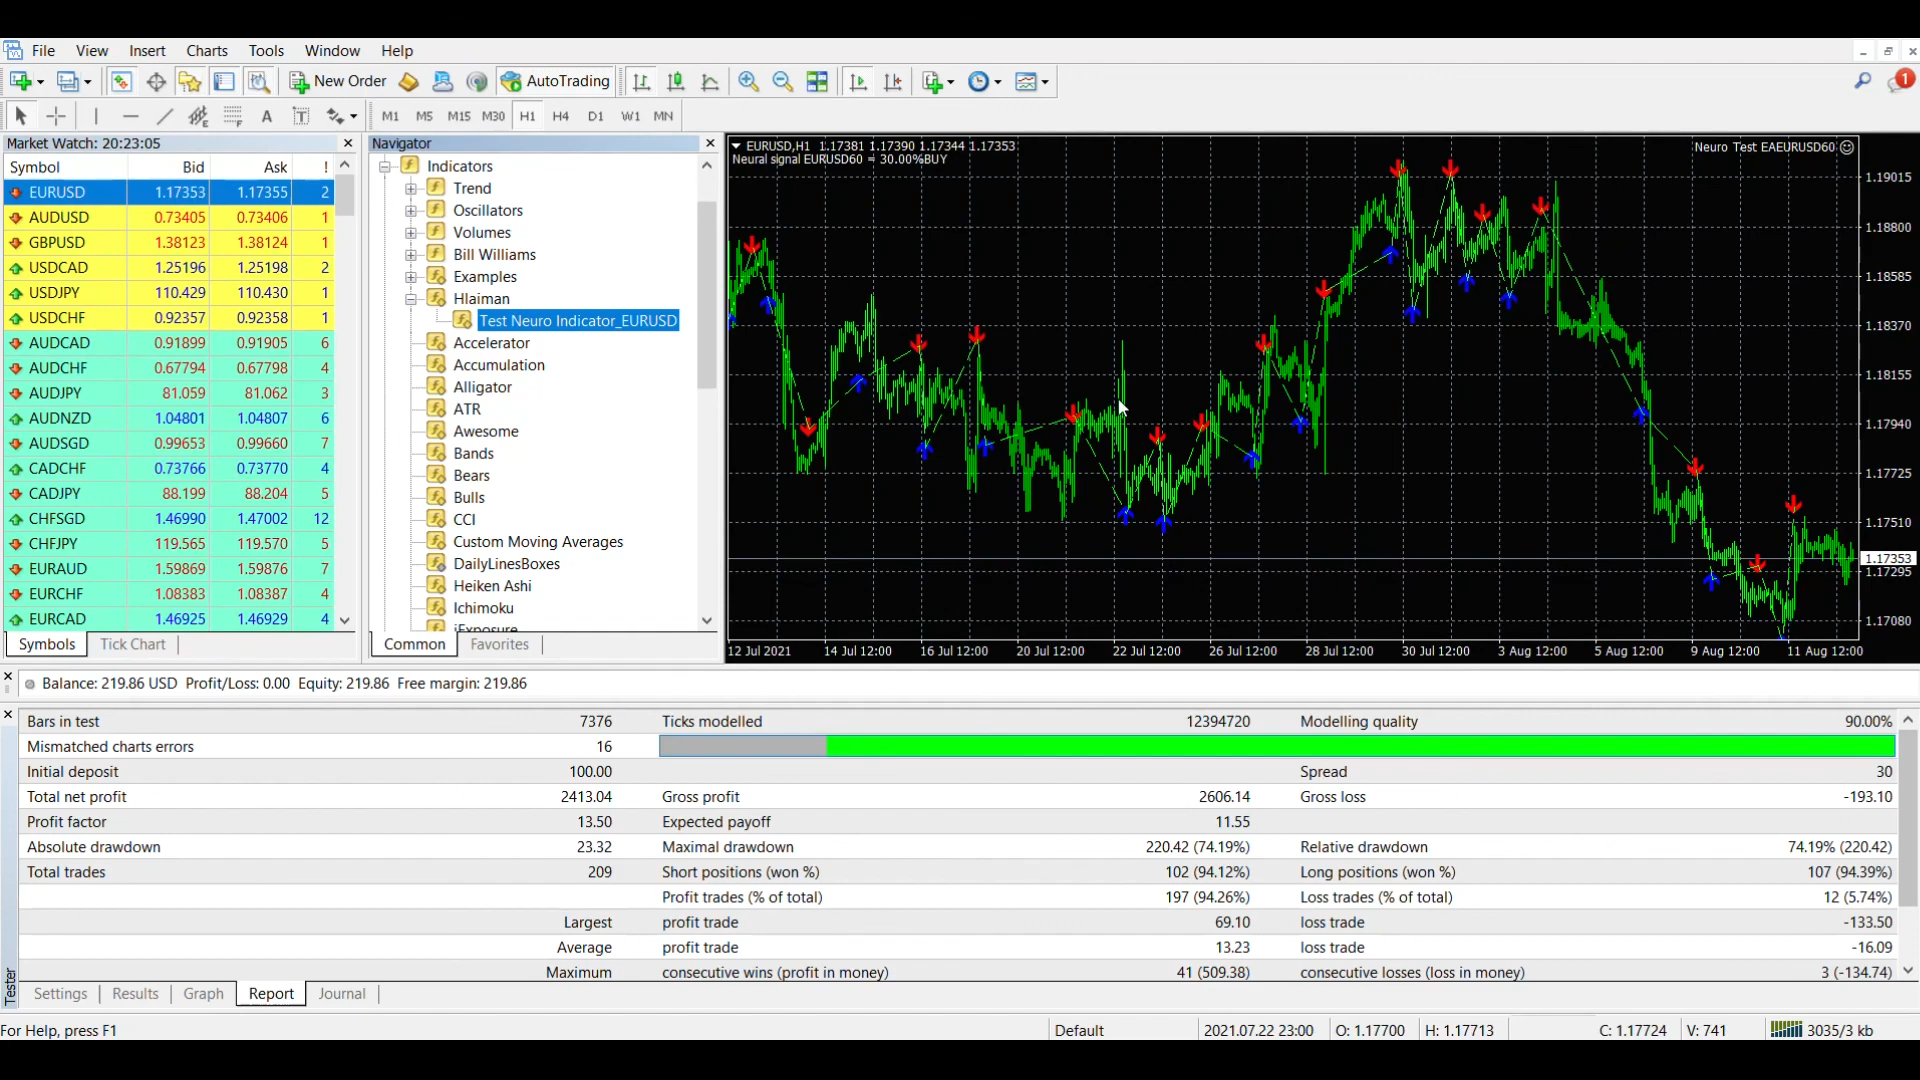 File View Insert Charts Tools Window Help
New Order AutoTrading 1
A T M1 M5 M15 M30 H1 H4 D1 W1 MN
Market Watch: 20:23:05
Symbol Bid Ask !
EURUSD 1.17353 1.17355 2
AUDUSD 0.73405 0.73406 1
GBPUSD 1.38123 1.38124 1
USDCAD 1.25196 1.25198 2
USDJPY 110.429 110.430 1
USDCHF 0.92357 0.92358 1
AUDCAD 0.91899 0.91905 6
AUDCHF 0.67794 0.67798 4
AUDJPY 81.059 81.062 3
AUDNZD 1.04801 1.04807 6
AUDSGD 0.99653 0.99660 7
CADCHF 0.73766 0.73770 4
CADJPY 88.199 88.204 5
CHFSGD 1.46990 1.47002 12
CHFJPY 119.565 119.570 5
EURAUD 1.59869 1.59876 7
EURCHF 1.08383 1.08387 4
EURCAD 1.46925 1.46929 4
Symbols Tick Chart
Navigator
Indicators
Trend
Oscillators
Volumes
Bill Williams
Examples
Hlaiman
Test Neuro Indicator_EURUSD
Accelerator
Accumulation
Alligator
ATR
Awesome
Bands
Bears
Bulls
CCI
Custom Moving Averages
DailyLinesBoxes
Heiken Ashi
Ichimoku
iExposure
Common Favorites
EURUSD,H1 1.17381 1.17390 1.17344 1.17353
Neural signal EURUSD60 = 30.00%BUY
Neuro Test EAEURUSD60
1.19015
1.18800
1.18585
1.18370
1.18155
1.17940
1.17725
1.17510
1.17353
1.17295
1.17080
12 Jul 2021 14 Jul 12:00 16 Jul 12:00 20 Jul 12:00 22 Jul 12:00 26 Jul 12:00 28 Jul 12:00 30 Jul 12:00 3 Aug 12:00 5 Aug 12:00 9 Aug 12:00 11 Aug 12:00
Balance: 219.86 USD Profit/Loss: 0.00 Equity: 219.86 Free margin: 219.86
Bars in test 7376 Ticks modelled 12394720 Modelling quality 90.00%
Mismatched charts errors 16
Initial deposit 100.00 Spread 30
Total net profit 2413.04 Gross profit 2606.14 Gross loss -193.10
Profit factor 13.50 Expected payoff 11.55
Absolute drawdown 23.32 Maximal drawdown 220.42 (74.19%) Relative drawdown 74.19% (220.42)
Total trades 209 Short positions (won %) 102 (94.12%) Long positions (won %) 107 (94.39%)
Profit trades (% of total) 197 (94.26%) Loss trades (% of total) 12 (5.74%)
Largest profit trade 69.10 loss trade -133.50
Average profit trade 13.23 loss trade -16.09
Maximum consecutive wins (profit in money) 41 (509.38) consecutive losses (loss in money) 3 (-134.74)
Tester
Settings Results Graph Report Journal
For Help, press F1 Default 2021.07.22 23:00 O: 1.17700 H: 1.17713 C: 1.17724 V: 741 3035/3 kb